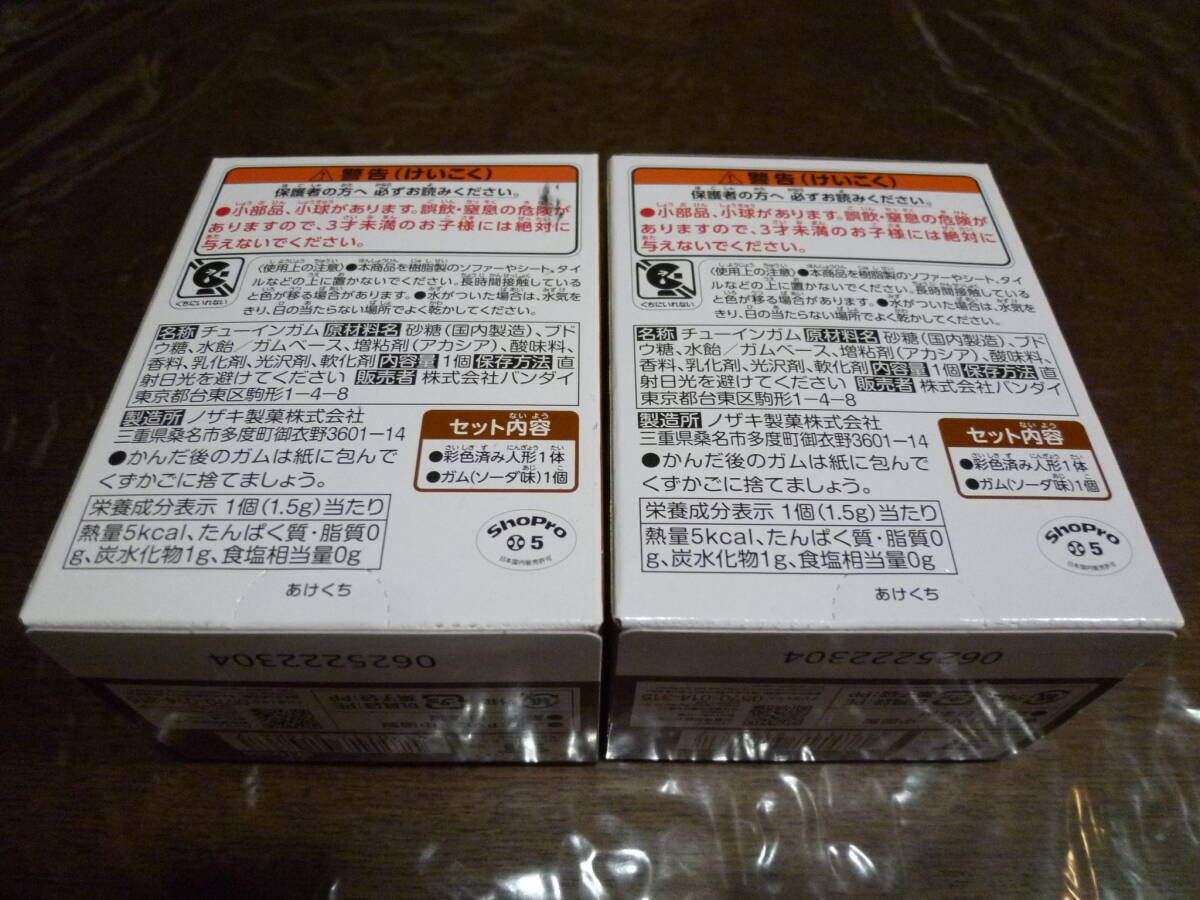 警告(けいこく)
保護者の方へ 必ずお読みください。
●小部品、小球があります。誤飲・窒息の危険が
ありますので、3才未満のお子様には絶対に
与えないでください。
くちにいれない
〈使用上の注意〉●本商品を樹脂製のソファーやシート、タイ
ルなどの上に置かないでください。長時間接触している
と色が移る場合があります。●水がついた場合は、水気を
ふき、日の当たらない場所でよく乾かしてください。
名称 チューインガム 原材料名 砂糖(国内製造)、ブド
ウ糖、水飴/ガムベース、増粘剤(アカシア)、酸味料、
香料、乳化剤、光沢剤、軟化剤 内容量 1個 保存方法 直
射日光を避けてください 販売者 株式会社バンダイ
東京都台東区駒形1-4-8
製造所 ノザキ製菓株式会社
三重県桑名市多度町御衣野3601-14
●かんだ後のガムは紙に包んで
くずかごに捨てましょう。
セット内容
●彩色済み人形1体
●ガム(ソーダ味)1個
栄養成分表示 1個(1.5g)当たり
熱量5kcal、たんぱく質・脂質0
g、炭水化物1g、食塩相当量0g
ShoPro
5
日本国内販売許可
あけくち
0625222304
警告(けいこく)
保護者の方へ 必ずお読みください。
●小部品、小球があります。誤飲・窒息の危険が
ありますので、3才未満のお子様には絶対に
与えないでください。
くちにいれない
〈使用上の注意〉●本商品を樹脂製のソファーやシート、タイ
ルなどの上に置かないでください。長時間接触している
と色が移る場合があります。●水がついた場合は、水気を
ふき、日の当たらない場所でよく乾かしてください。
名称 チューインガム 原材料名 砂糖(国内製造)、ブド
ウ糖、水飴/ガムベース、増粘剤(アカシア)、酸味料、
香料、乳化剤、光沢剤、軟化剤 内容量 1個 保存方法 直
射日光を避けてください 販売者 株式会社バンダイ
東京都台東区駒形1-4-8
製造所 ノザキ製菓株式会社
三重県桑名市多度町御衣野3601-14
●かんだ後のガムは紙に包んで
くずかごに捨てましょう。
セット内容
●彩色済み人形1体
●ガム(ソーダ味)1個
栄養成分表示 1個(1.5g)当たり
熱量5kcal、たんぱく質・脂質0
g、炭水化物1g、食塩相当量0g
ShoPro
5
日本国内販売許可
あけくち
0625222304